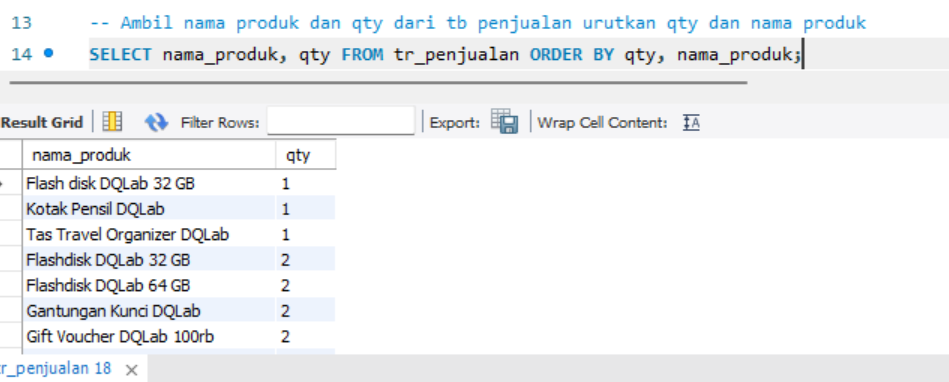 13 -- Ambil nama produk dan qty dari tb penjualan urutkan qty dan nama produk
14 SELECT nama_produk, qty FROM tr_penjualan ORDER BY qty, nama_produk;
Result Grid Filter Rows: Export: Wrap Cell Content: IA
nama_produk qty
Flash disk DQLab 32 GB 1
Kotak Pensil DQLab 1
Tas Travel Organizer DQLab 1
Flashdisk DQLab 32 GB 2
Flashdisk DQLab 64 GB 2
Gantungan Kunci DQLab 2
Gift Voucher DQLab 100rb 2
tr_penjualan 18